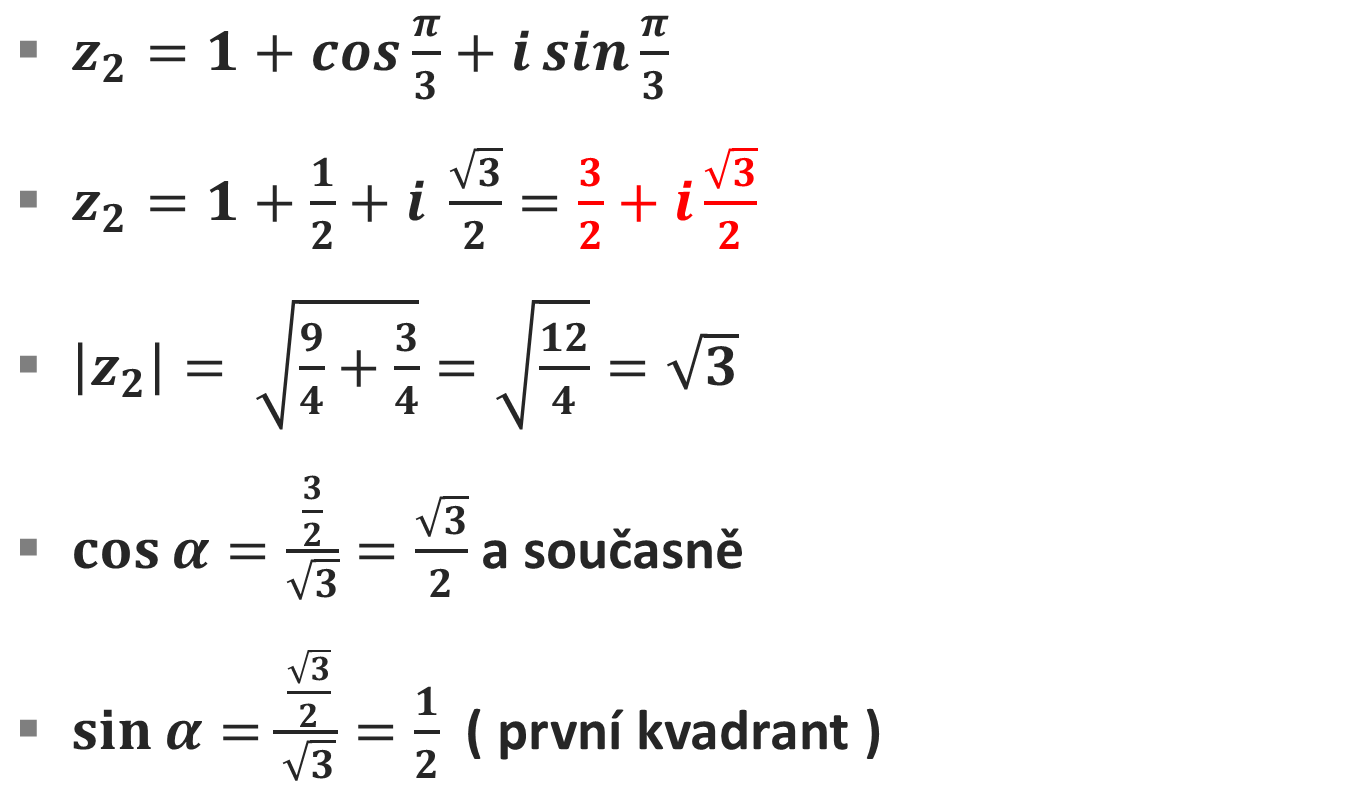 ▪ z₂ = 1 + cos π/3 + i sin π/3
▪ z₂ = 1 + 1/2 + i √3/2 = 3/2 + i √3/2
▪ |z₂| = √(9/4 + 3/4) = √(12/4) = √3
▪ cos α = (3/2)/√3 = √3/2 a současně
▪ sin α = (√3/2)/√3 = 1/2 ( první kvadrant )